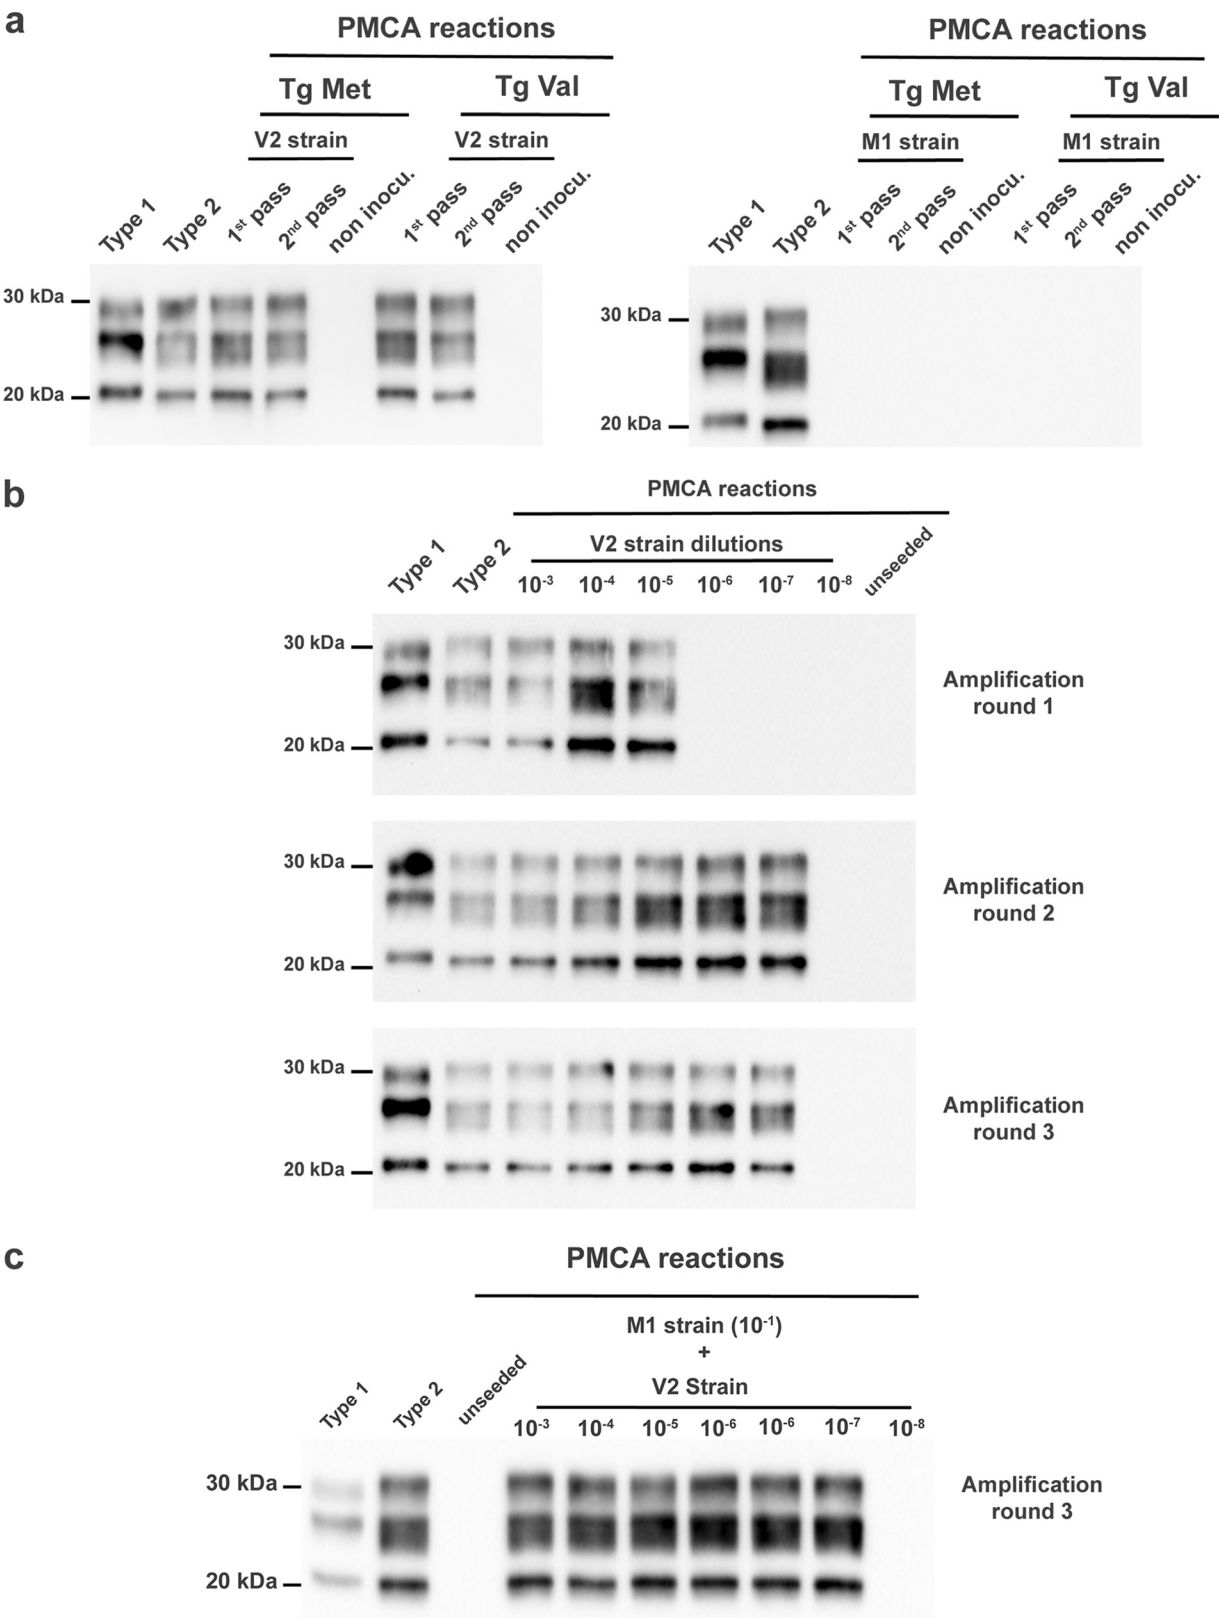 a
PMCA reactions
Tg Met Tg Val
V2 strain V2 strain
Type 1 Type 2 1st pass 2nd pass non inocu. 1st pass 2nd pass non inocu.
30 kDa
20 kDa
PMCA reactions
Tg Met Tg Val
M1 strain M1 strain
Type 1 Type 2 1st pass 2nd pass non inocu. 1st pass 2nd pass non inocu.
30 kDa
20 kDa
b
PMCA reactions
V2 strain dilutions
Type 1 Type 2 10-3 10-4 10-5 10-6 10-7 10-8 unseeded
30 kDa
20 kDa
Amplification
round 1
30 kDa
20 kDa
Amplification
round 2
30 kDa
20 kDa
Amplification
round 3
c
PMCA reactions
M1 strain (10-1)
+
V2 Strain
Type 1 Type 2 unseeded 10-3 10-4 10-5 10-6 10-6 10-7 10-8
30 kDa
20 kDa
Amplification
round 3